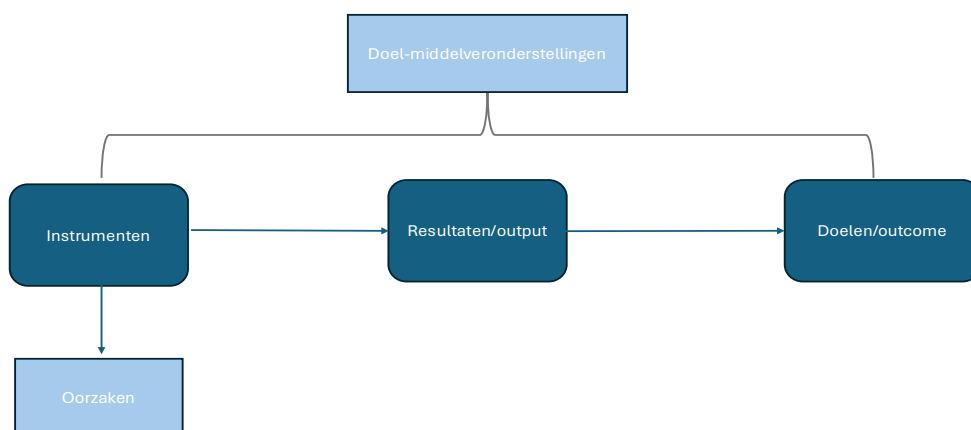 Doel-middelveronderstellingen
Instrumenten
Resultaten/output
Doelen/outcome
Oorzaken